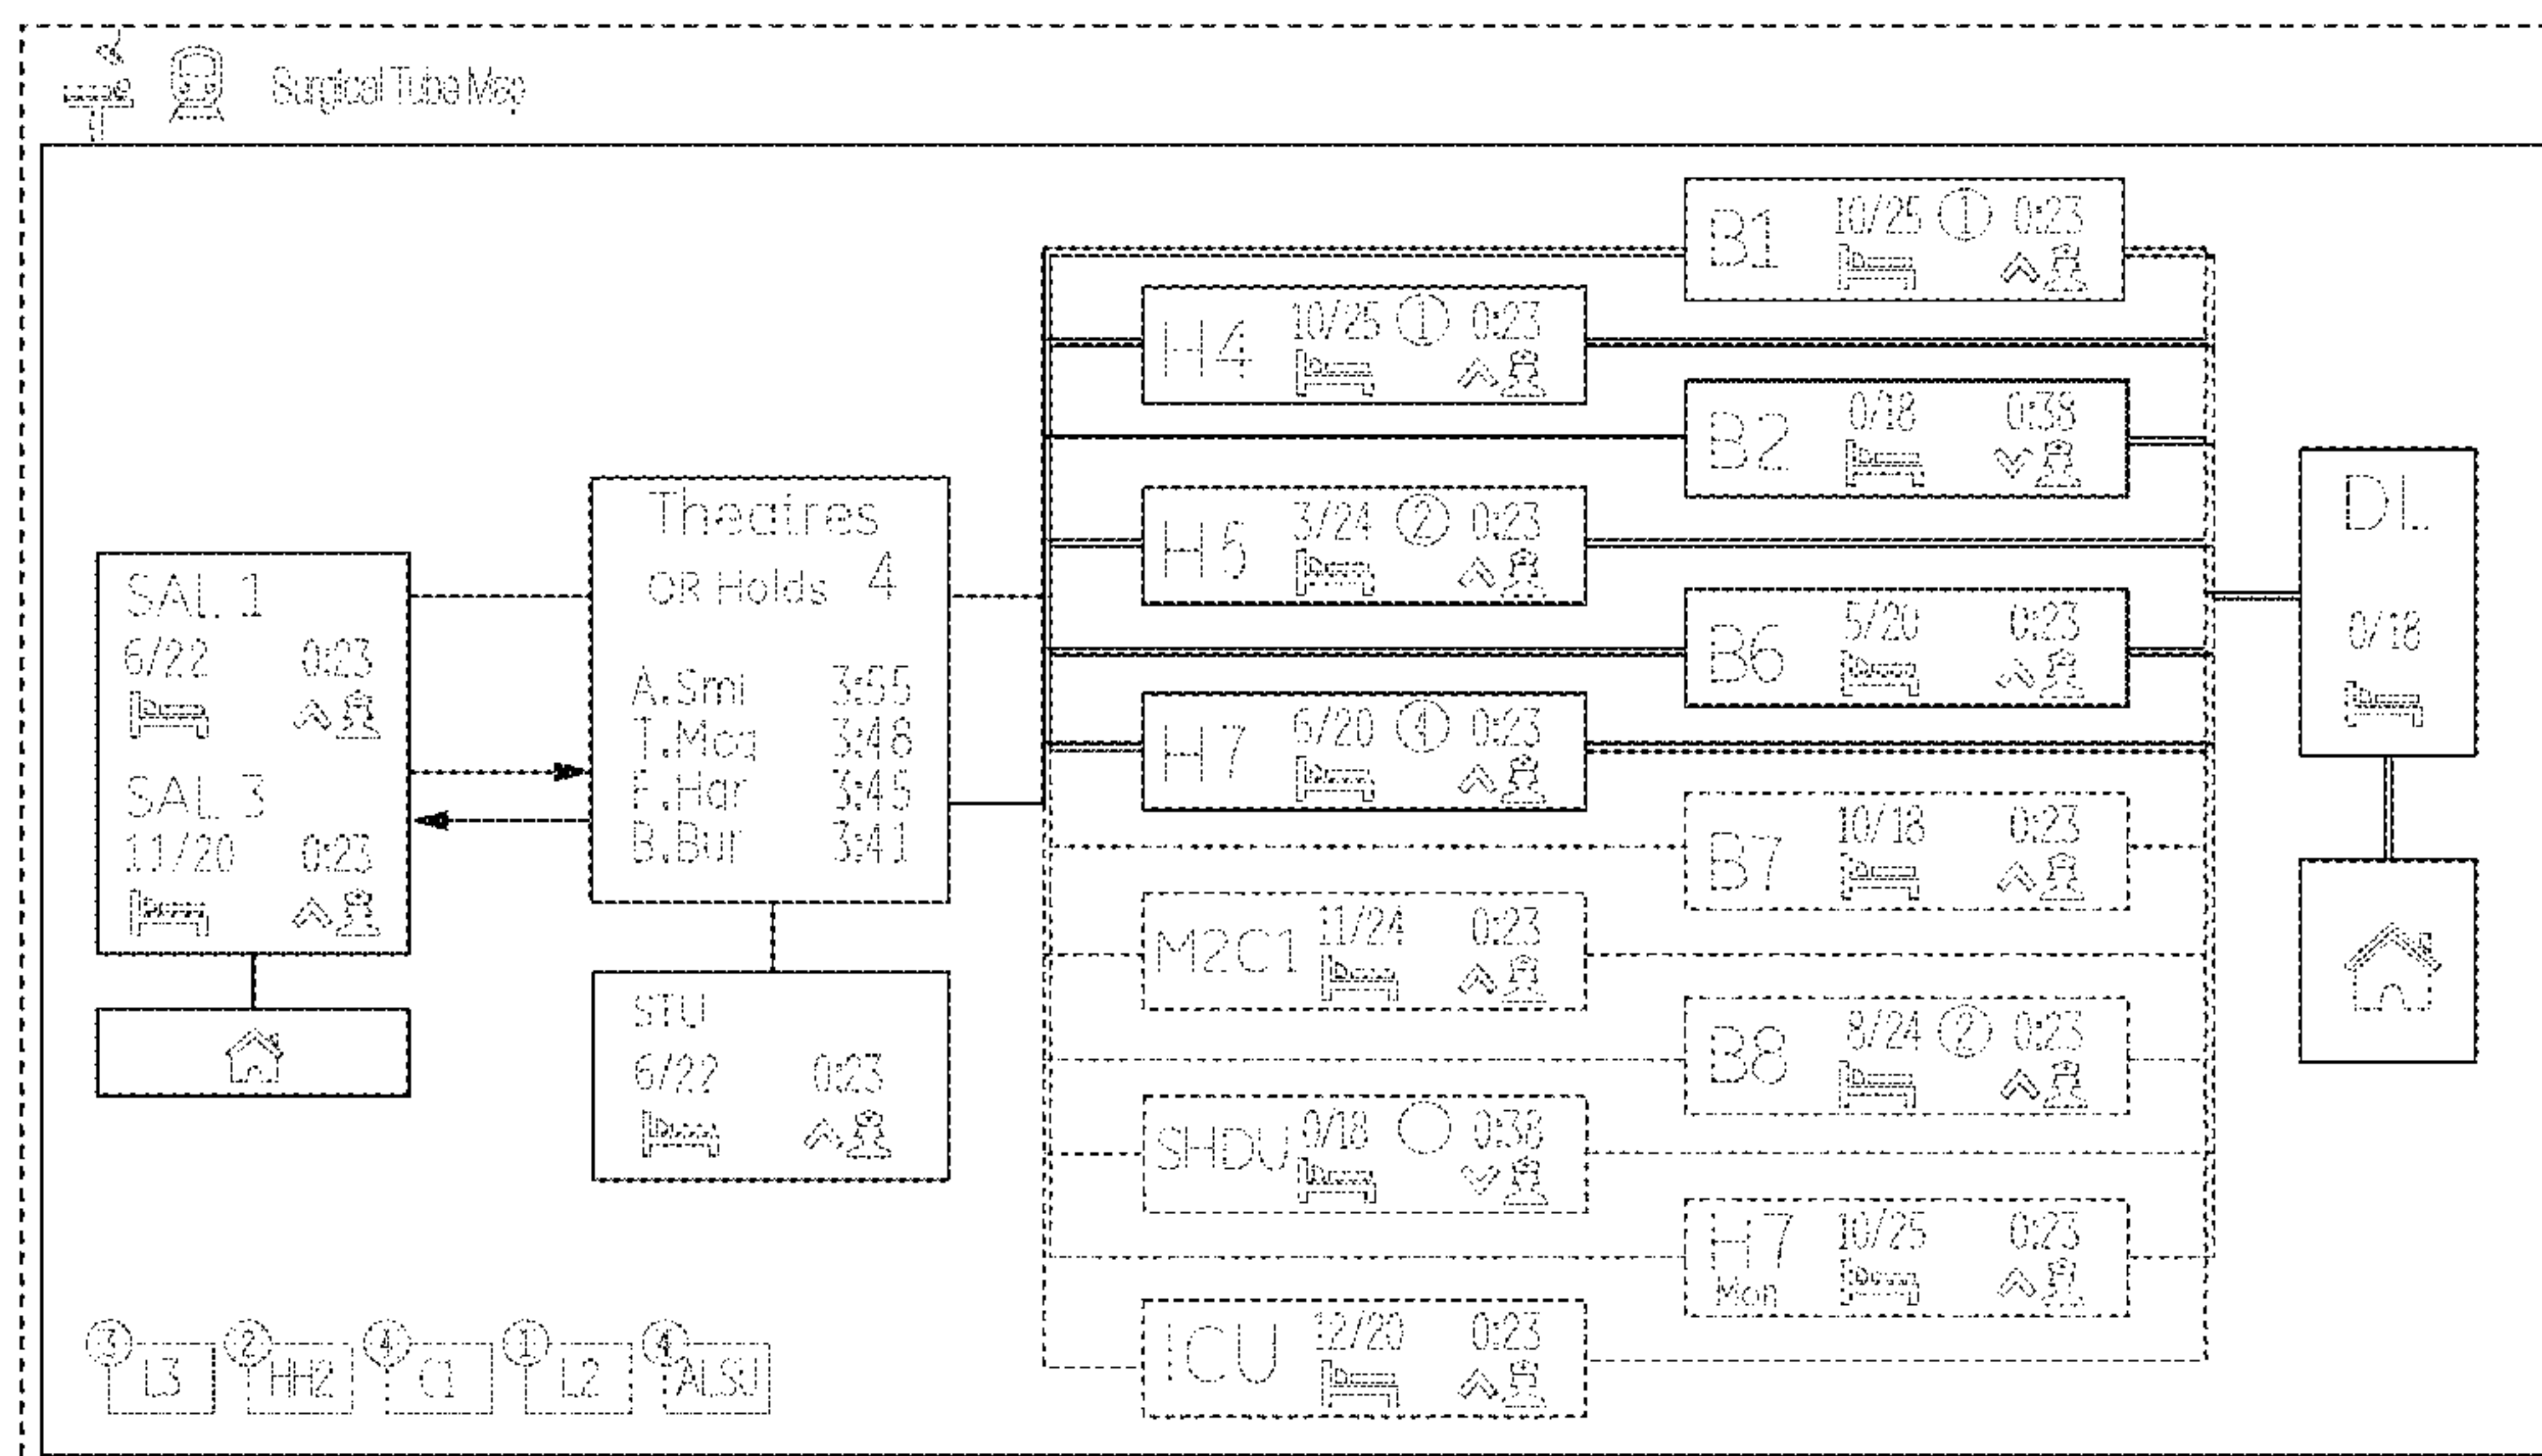 Surgical Tube Map
SAL 1
6/22 0:23
SAL 3
11/20 0:23
Theatres
OR Holds 4
A.Smi 3:55
T.Mcq 3:48
F.Har 3:45
B.Bur 3:41
STU
6/22 0:23
B1 10/25 1 0:23
H4 10/25 1 0:23
B2 0/18 0:38
H5 3/24 2 0:23
B6 5/20 0:23
H7 6/20 4 0:23
B7 10/18 0:23
M2C1 11/24 0:23
B8 8/24 2 0:23
SHDU 0/18 0:38
H7 10/25 0:23
Mon
ICU 12/20 0:23
DL
0/18
3 2 4 1 4
L3 HH2 C1 L2 ALSU